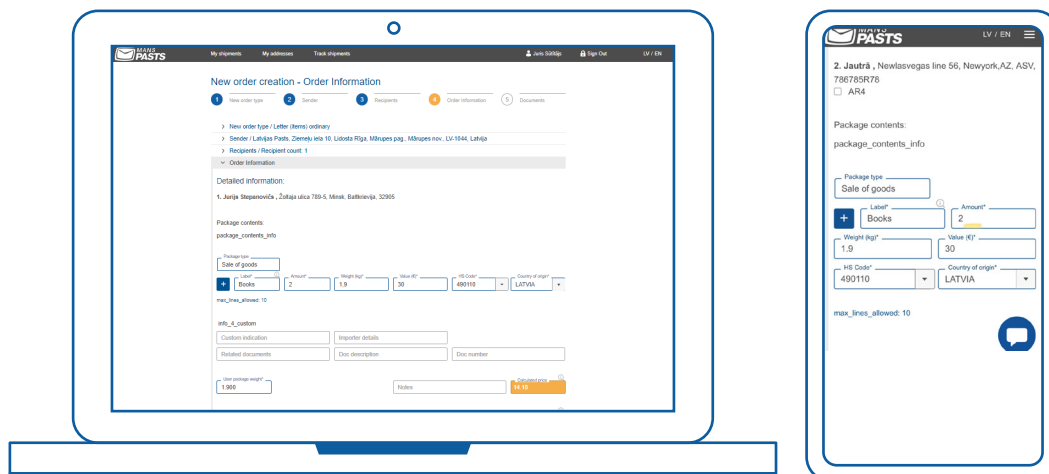 MANS
PASTS
My shipments My addresses Track shipments Sign Out LV / EN
New order creation - Order Information
1 New order type 2 Sender 3 Recipients 4 Order Information 5 Documents
New order type / Letter (items) ordinary
Sender / Latvijas Pasts, Ziemeļu iela 10, Lidosta Rīga, Mārupes pag., Mārupes nov., LV-1044, Latvija
Recipients / Recipient count: 1
Order Information
Detailed information:
1. Jurijs Stepanovičs , Žoltaja ulica 789-5, Minsk, Baltkrievija, 32905
Package contents:
package_contents_info
Package type
Sale of goods
Label* Amount* Weight (kg)* Value (€)* HS Code* Country of origin*
+ Books 2 1,9 30 490110 LATVIA
max_lines_allowed: 10
Info_4_custom
Custom indication Importer details
Related documents Doc description Doc number
User package weight* Calculated price
1.900 Notes 14.18
MANS
PASTS
LV / EN
2. Jautrā , Newlasvegas line 56, Newyork,AZ, ASV,
786785R78
AR4
Package contents:
package_contents_info
Package type
Sale of goods
Label* Amount*
+ Books 2
Weight (kg)* Value (€)*
1.9 30
HS Code* Country of origin*
490110 LATVIA
max_lines_allowed: 10